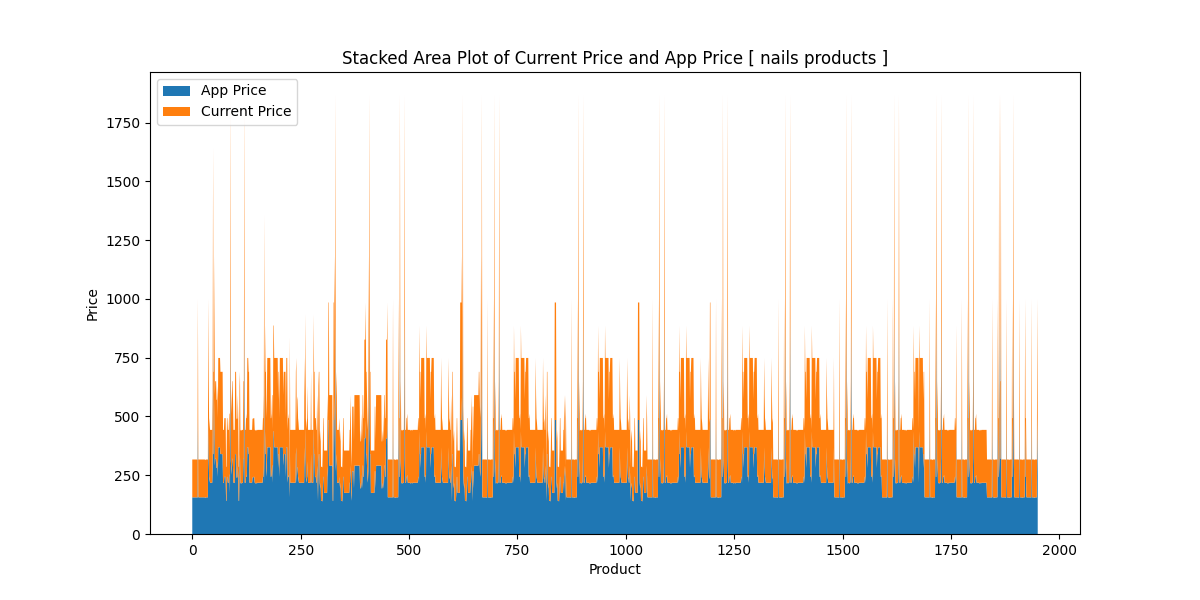 Stacked Area Plot of Current Price and App Price [ nails products ]
App Price
Current Price
Price
1750
1500
1250
1000
750
500
250
0
0 250 500 750 1000 1250 1500 1750 2000
Product